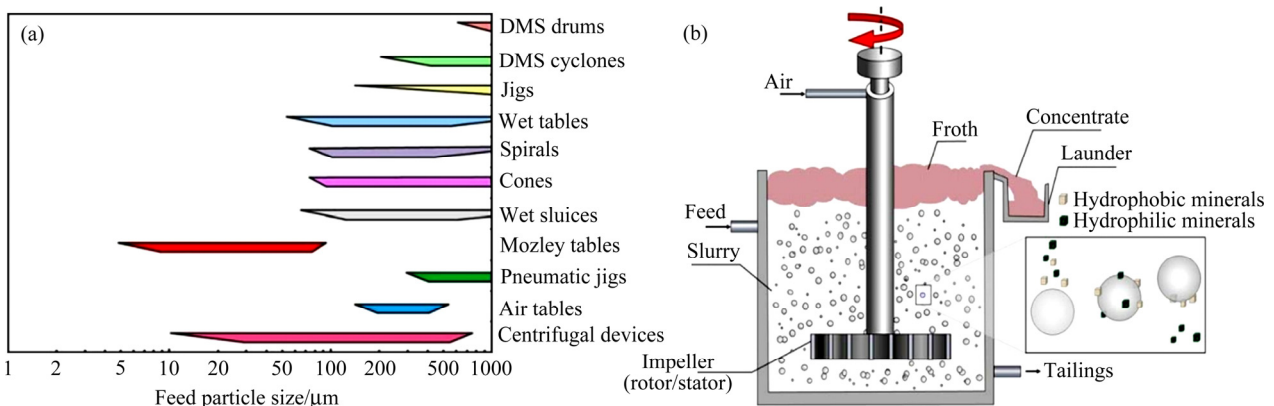 (a)
DMS drums
DMS cyclones
Jigs
Wet tables
Spirals
Cones
Wet sluices
Mozley tables
Pneumatic jigs
Air tables
Centrifugal devices
1 2 5 10 20 50 100 200 500 1000
Feed particle size/μm
(b)
Air
Froth
Concentrate
Launder
Hydrophobic minerals
Hydrophilic minerals
Feed
Slurry
Impeller
(rotor/stator)
Tailings